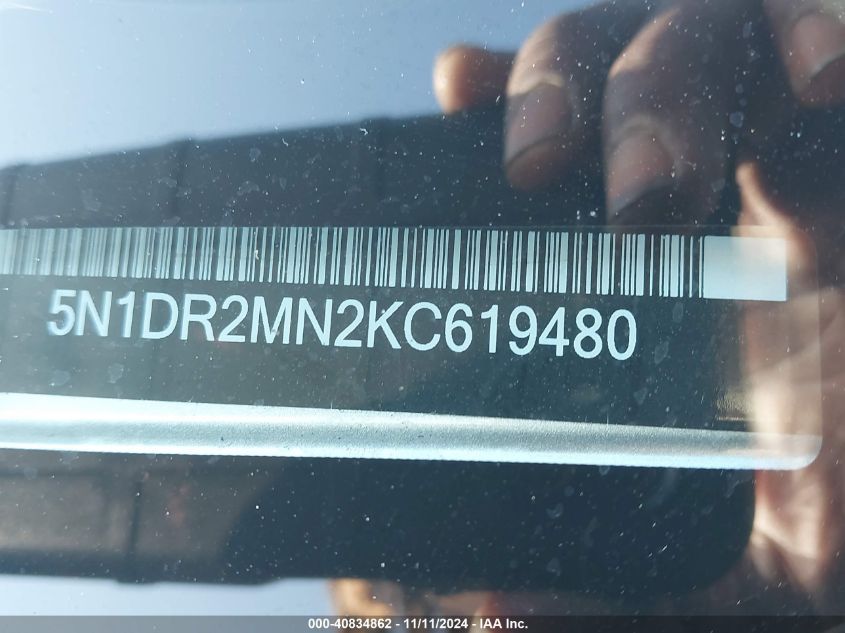 5N1DR2MN2KC619480
000-40834862 - 11/11/2024 - IAA Inc.